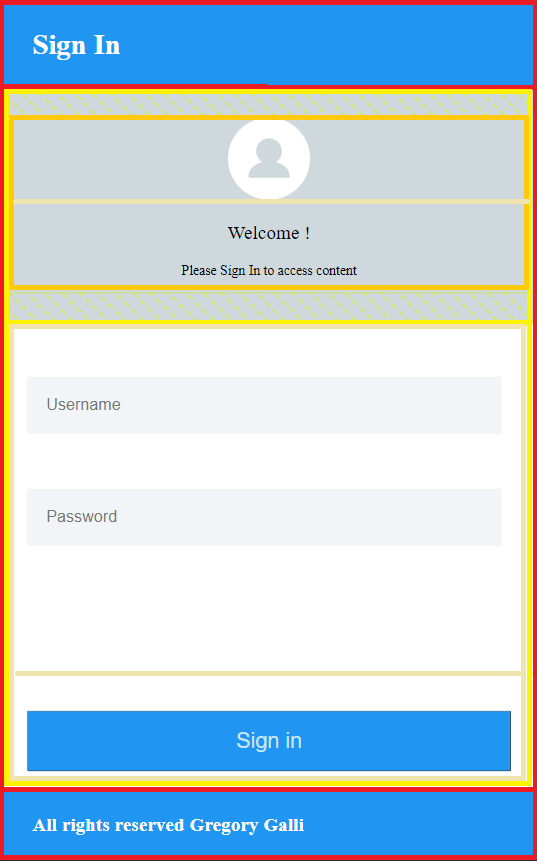 Sign In
Welcome !
Please Sign In to access content
Username
Password
Sign in
All rights reserved Gregory Galli